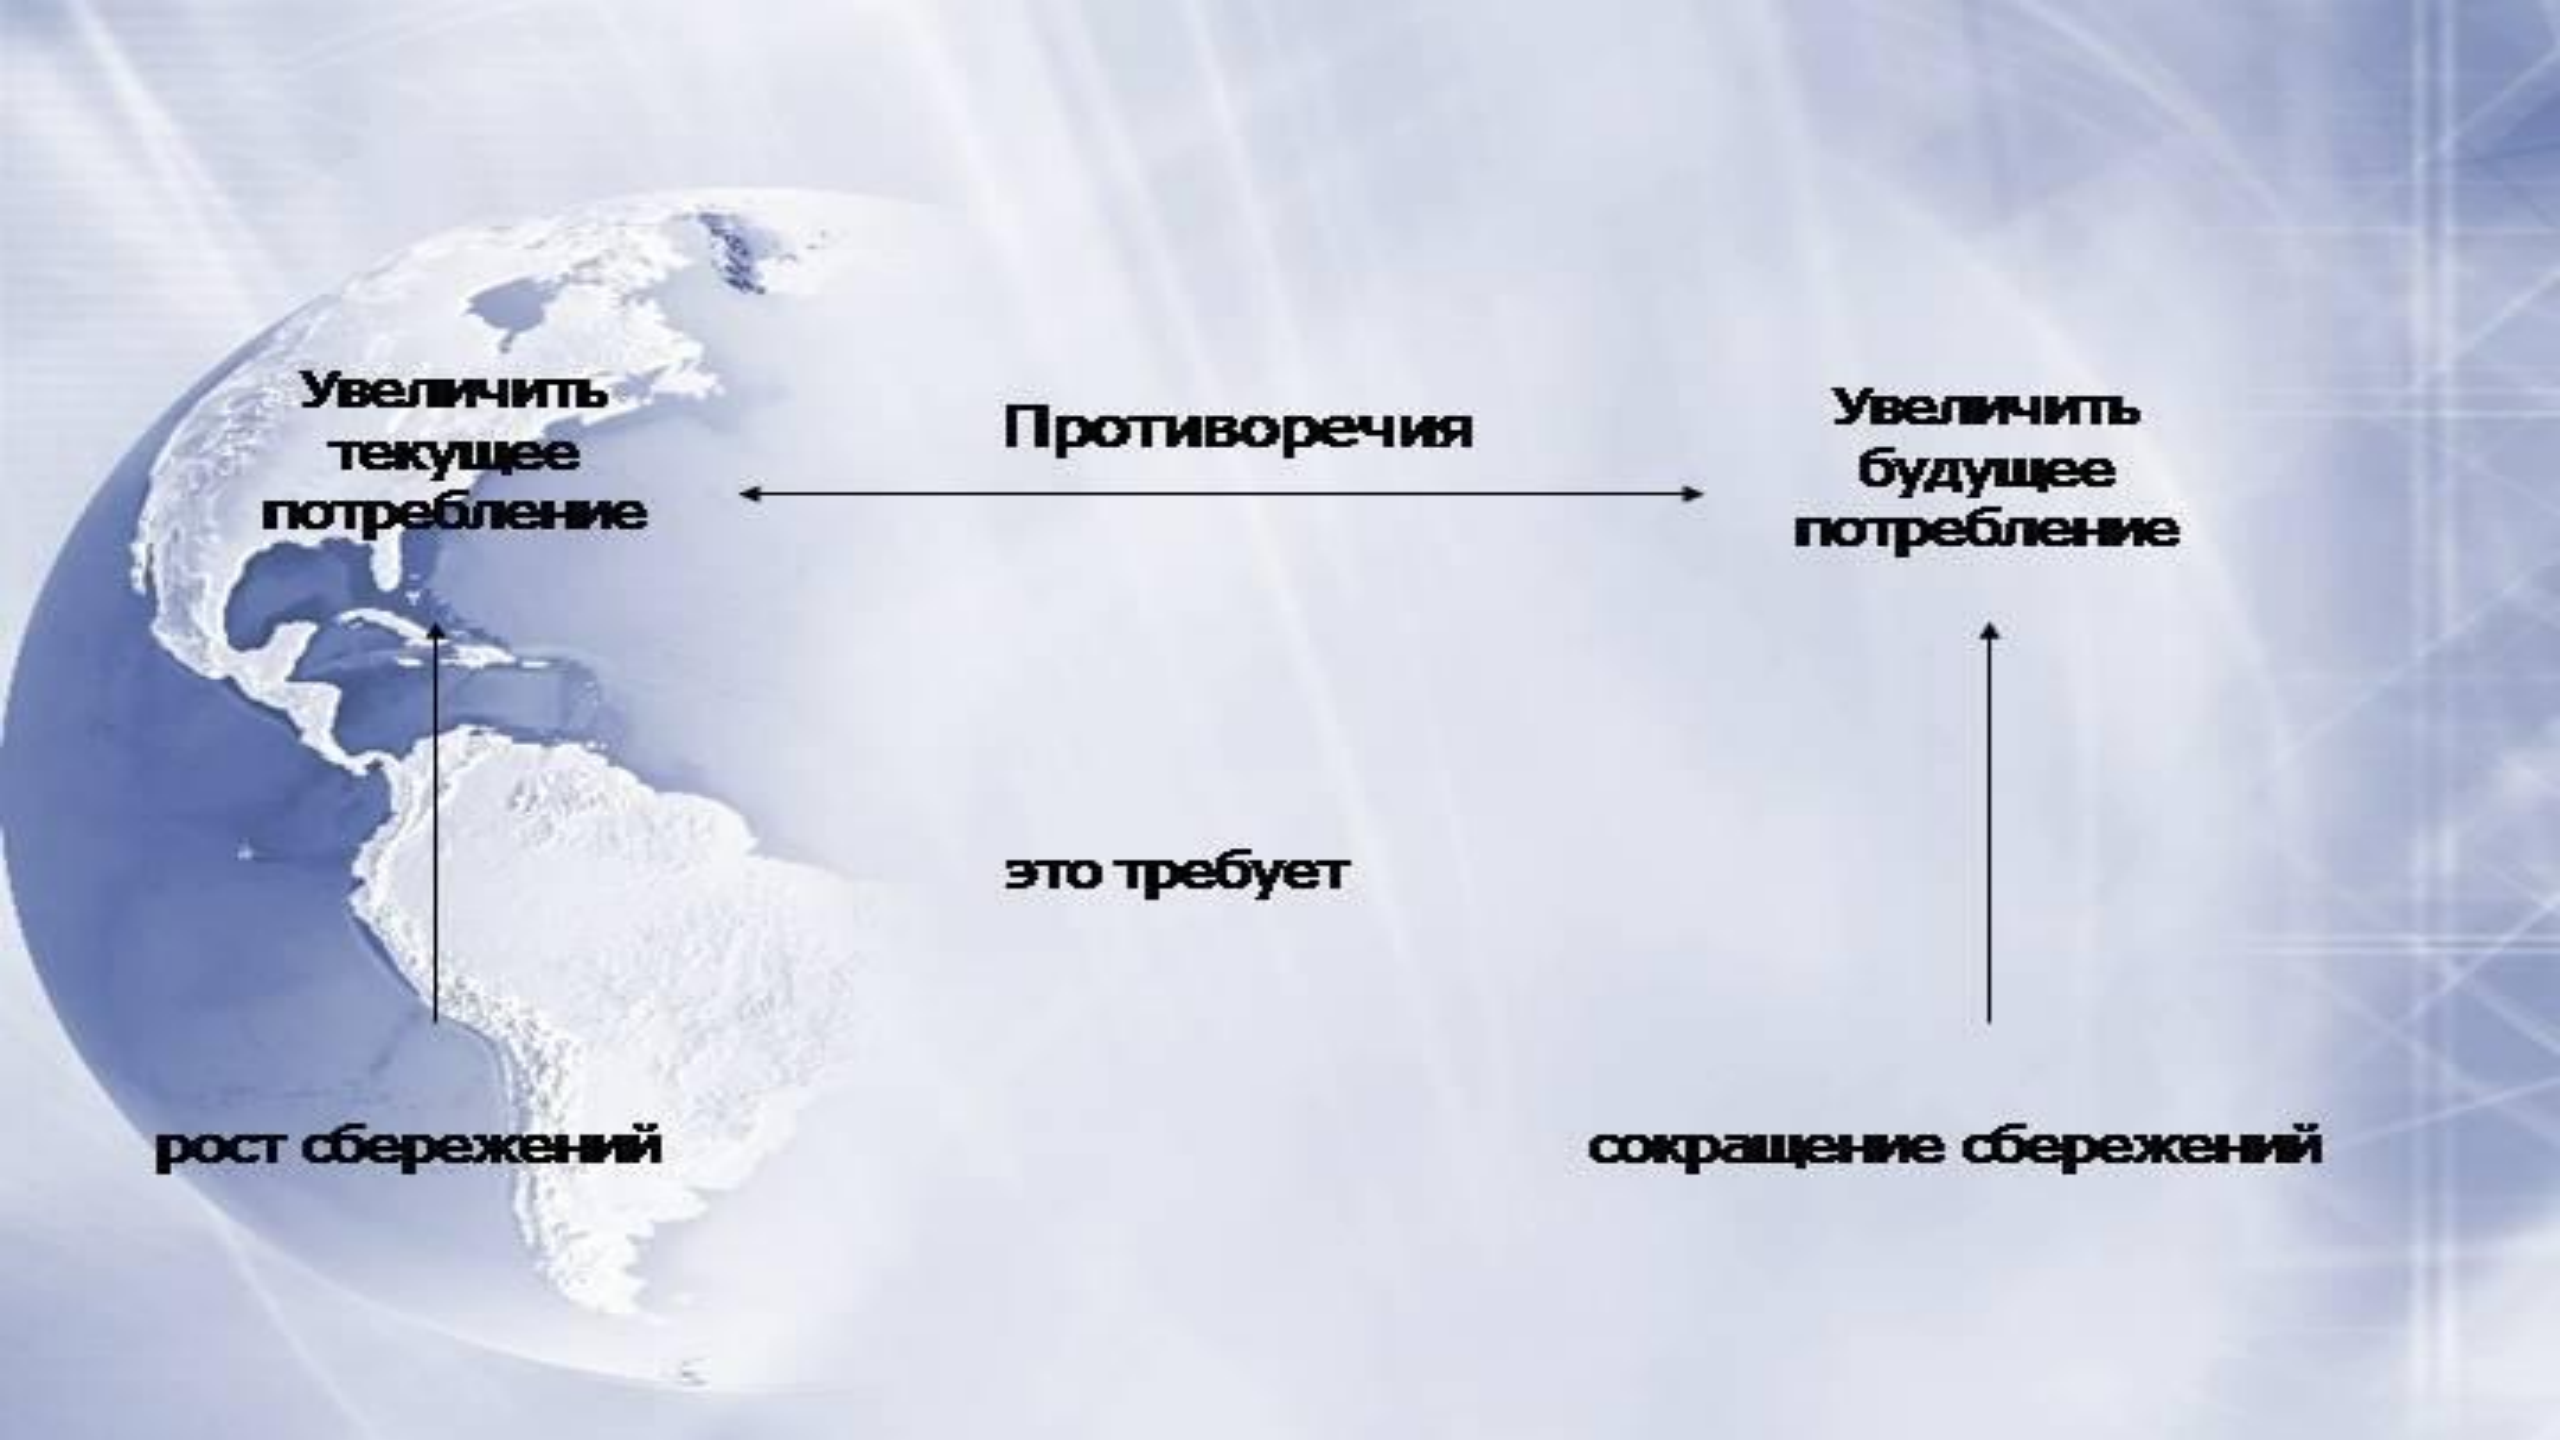 Увеличить
текущее
потребление
Противоречия
Увеличить
будущее
потребление
это требует
рост сбережений
сокращение сбережений